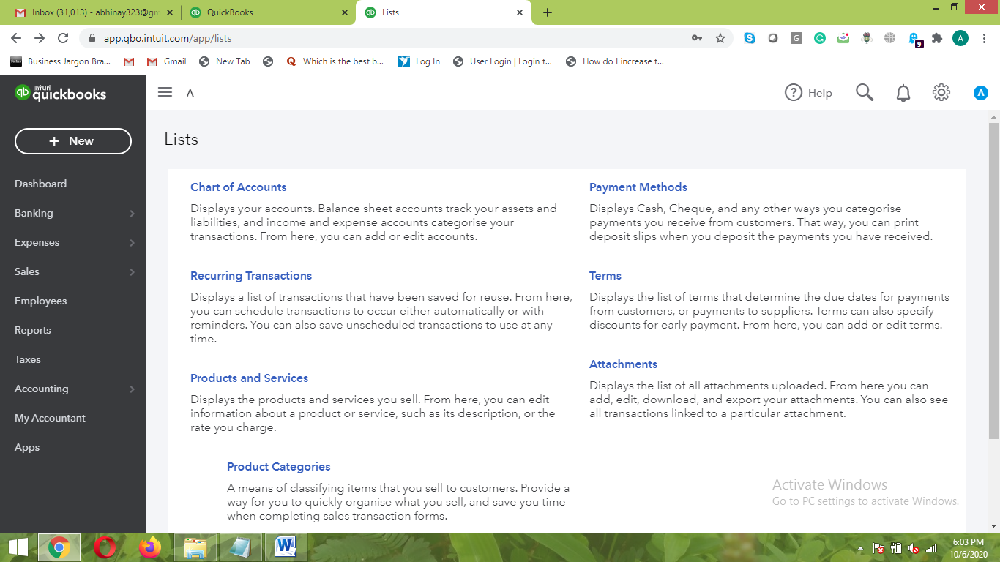 Inbox (31,013) - abhinay323@gm
QuickBooks
Lists
app.qbo.intuit.com/app/lists
9
A
Business Jargon Bra...
Gmail
New Tab
Which is the best b...
Log In
User Login | Login t...
How do I increase t...
intuit
quickbooks
A
Help
A
New
Dashboard
Banking
Expenses
Sales
Employees
Reports
Taxes
Accounting
My Accountant
Apps
Lists
Chart of Accounts
Displays your accounts. Balance sheet accounts track your assets and
liabilities, and income and expense accounts categorise your
transactions. From here, you can add or edit accounts.
Recurring Transactions
Displays a list of transactions that have been saved for reuse. From here,
you can schedule transactions to occur either automatically or with
reminders. You can also save unscheduled transactions to use at any
time.
Products and Services
Displays the products and services you sell. From here, you can edit
information about a product or service, such as its description, or the
rate you charge.
Product Categories
A means of classifying items that you sell to customers. Provide a
way for you to quickly organise what you sell, and save you time
when completing sales transaction forms.
Payment Methods
Displays Cash, Cheque, and any other ways you categorise
payments you receive from customers. That way, you can print
deposit slips when you deposit the payments you have received.
Terms
Displays the list of terms that determine the due dates for payments
from customers, or payments to suppliers. Terms can also specify
discounts for early payment. From here, you can add or edit terms.
Attachments
Displays the list of all attachments uploaded. From here you can
add, edit, download, and export your attachments. You can also see
all transactions linked to a particular attachment.
Activate Windows
Go to PC settings to activate Windows.
6:03 PM
10/6/2020